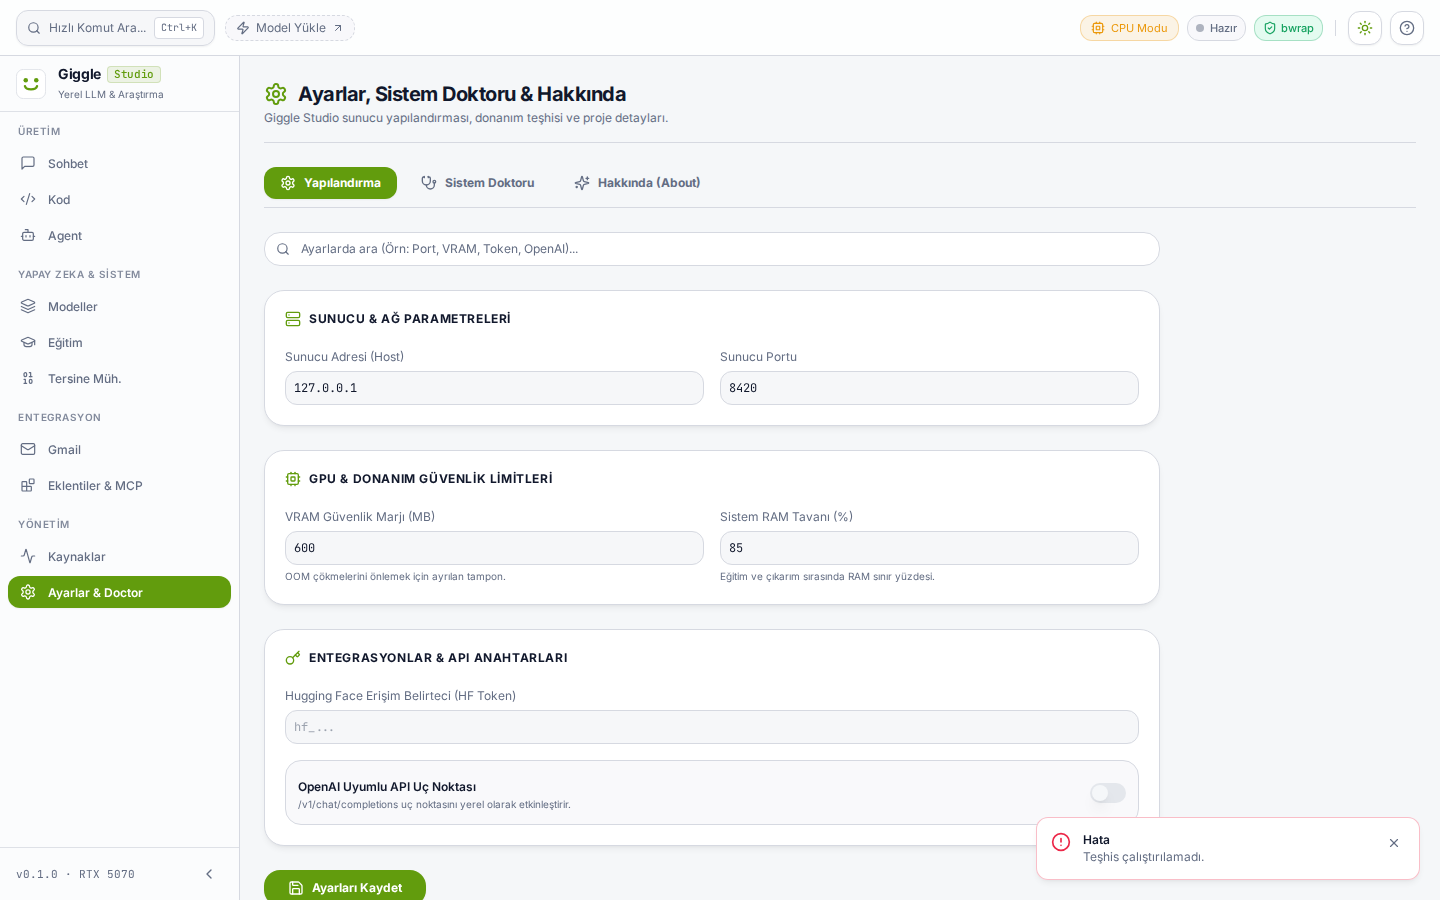 Hızlı Komut Ara... Ctrl+K
Model Yükle
CPU Modu
Hazır
bwrap
Giggle Studio
Yerel LLM & Araştırma
ÜRETİM
Sohbet
Kod
Agent
YAPAY ZEKA & SİSTEM
Modeller
Eğitim
Tersine Müh.
ENTEGRASYON
Gmail
Eklentiler & MCP
YÖNETİM
Kaynaklar
Ayarlar & Doctor
v0.1.0 · RTX 5070
Ayarlar, Sistem Doktoru & Hakkında
Giggle Studio sunucu yapılandırması, donanım teşhisi ve proje detayları.
Yapılandırma
Sistem Doktoru
Hakkında (About)
Ayarlarda ara (Örn: Port, VRAM, Token, OpenAI)...
SUNUCU & AĞ PARAMETRELERİ
Sunucu Adresi (Host)
127.0.0.1
Sunucu Portu
8420
GPU & DONANIM GÜVENLİK LİMİTLERİ
VRAM Güvenlik Marjı (MB)
600
OOM çökmelerini önlemek için ayrılan tampon.
Sistem RAM Tavanı (%)
85
Eğitim ve çıkarım sırasında RAM sınır yüzdesi.
ENTEGRASYONLAR & API ANAHTARLARI
Hugging Face Erişim Belirteci (HF Token)
hf_...
OpenAI Uyumlu API Uç Noktası
/v1/chat/completions uç noktasını yerel olarak etkinleştirir.
Ayarları Kaydet
Hata
Teşhis çalıştırılamadı.